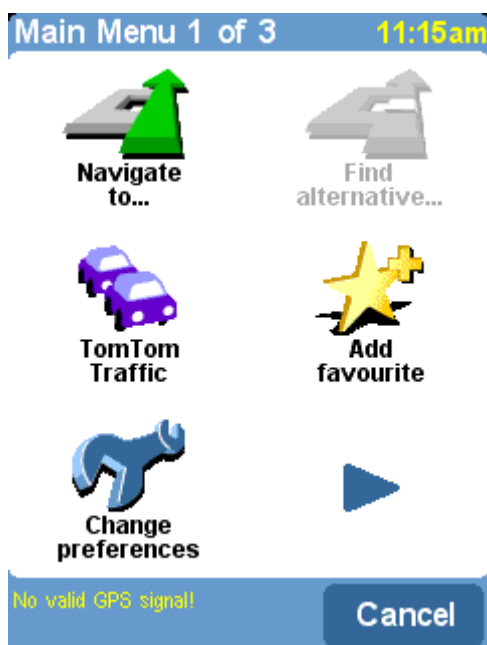 Main Menu 1 of 3
11:15am
Navigate
to...
Find
alternative...
TomTom
Traffic
Add
favourite
Change
preferences
No valid GPS signal!
Cancel